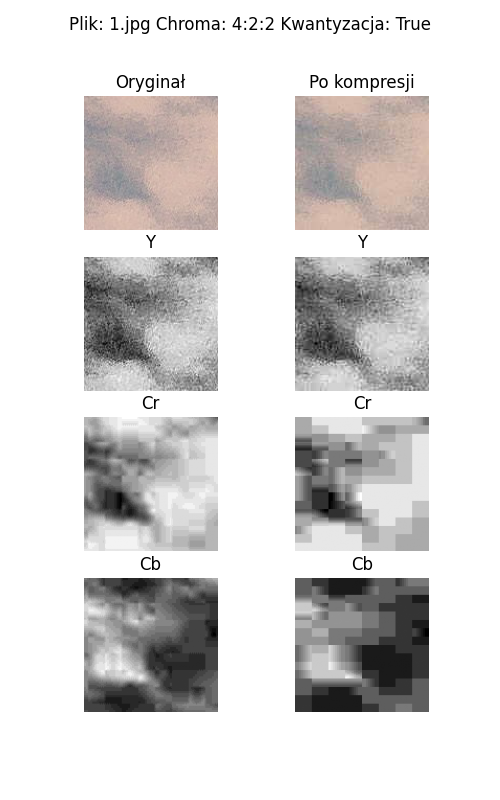 Plik: 1.jpg Chroma: 4:2:2 Kwantyzacja: True
Oryginał Po kompresji
Y Y
Cr Cr
Cb Cb